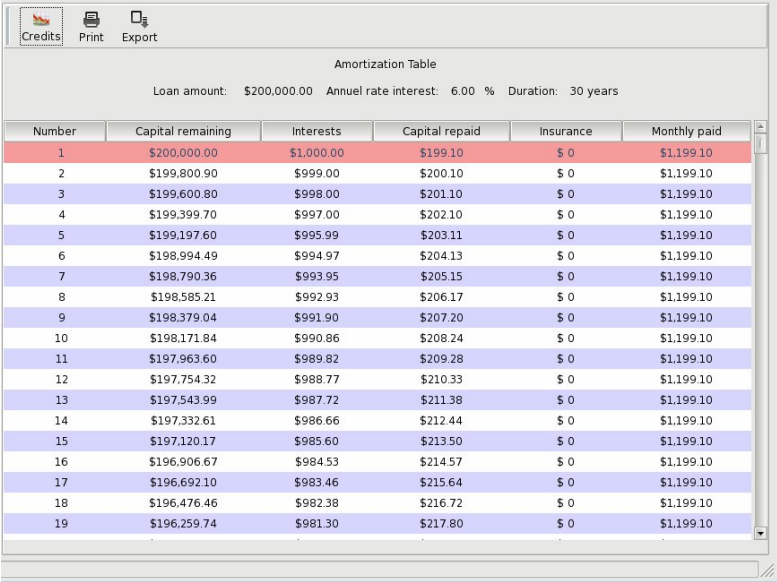 Credits Print Export
Amortization Table
Loan amount: $200,000.00 Annuel rate interest: 6.00 % Duration: 30 years
Number Capital remaining Interests Capital repaid Insurance Monthly paid
1 $200,000.00 $1,000.00 $199.10 $ 0 $1,199.10
2 $199,800.90 $999.00 $200.10 $ 0 $1,199.10
3 $199,600.80 $998.00 $201.10 $ 0 $1,199.10
4 $199,399.70 $997.00 $202.10 $ 0 $1,199.10
5 $199,197.60 $995.99 $203.11 $ 0 $1,199.10
6 $198,994.49 $994.97 $204.13 $ 0 $1,199.10
7 $198,790.36 $993.95 $205.15 $ 0 $1,199.10
8 $198,585.21 $992.93 $206.17 $ 0 $1,199.10
9 $198,379.04 $991.90 $207.20 $ 0 $1,199.10
10 $198,171.84 $990.86 $208.24 $ 0 $1,199.10
11 $197,963.60 $989.82 $209.28 $ 0 $1,199.10
12 $197,754.32 $988.77 $210.33 $ 0 $1,199.10
13 $197,543.99 $987.72 $211.38 $ 0 $1,199.10
14 $197,332.61 $986.66 $212.44 $ 0 $1,199.10
15 $197,120.17 $985.60 $213.50 $ 0 $1,199.10
16 $196,906.67 $984.53 $214.57 $ 0 $1,199.10
17 $196,692.10 $983.46 $215.64 $ 0 $1,199.10
18 $196,476.46 $982.38 $216.72 $ 0 $1,199.10
19 $196,259.74 $981.30 $217.80 $ 0 $1,199.10